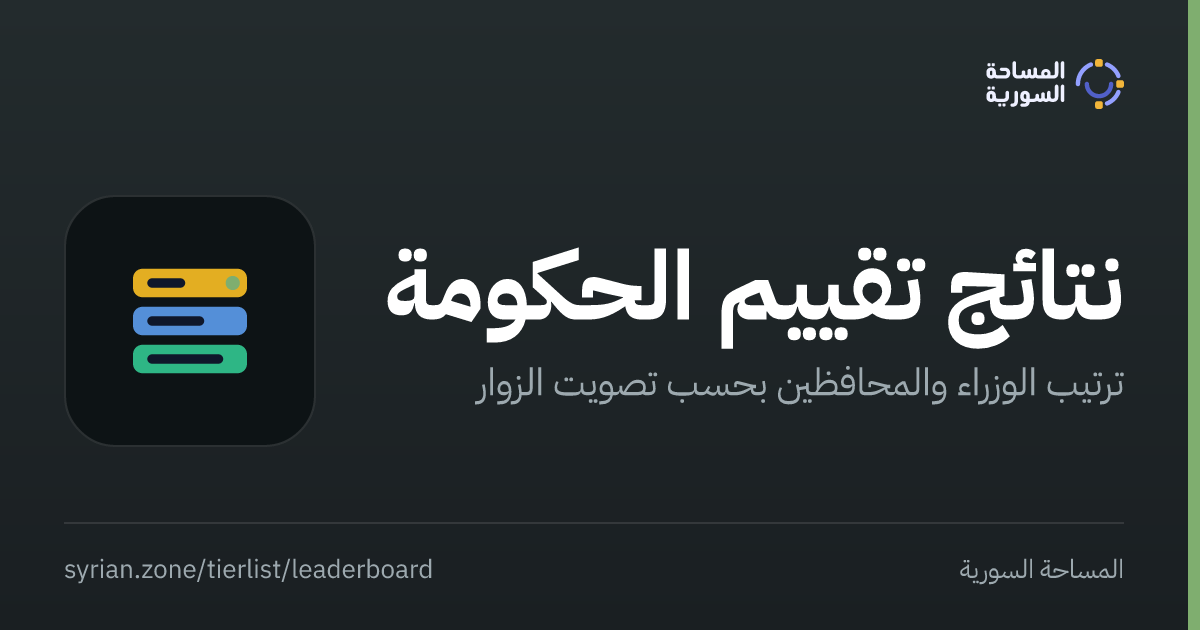 المساحة
السورية
نتائج تقييم الحكومة
ترتيب الوزراء والمحافظين بحسب تصويت الزوار
المساحة السورية
syrian.zone/tierlist/leaderboard